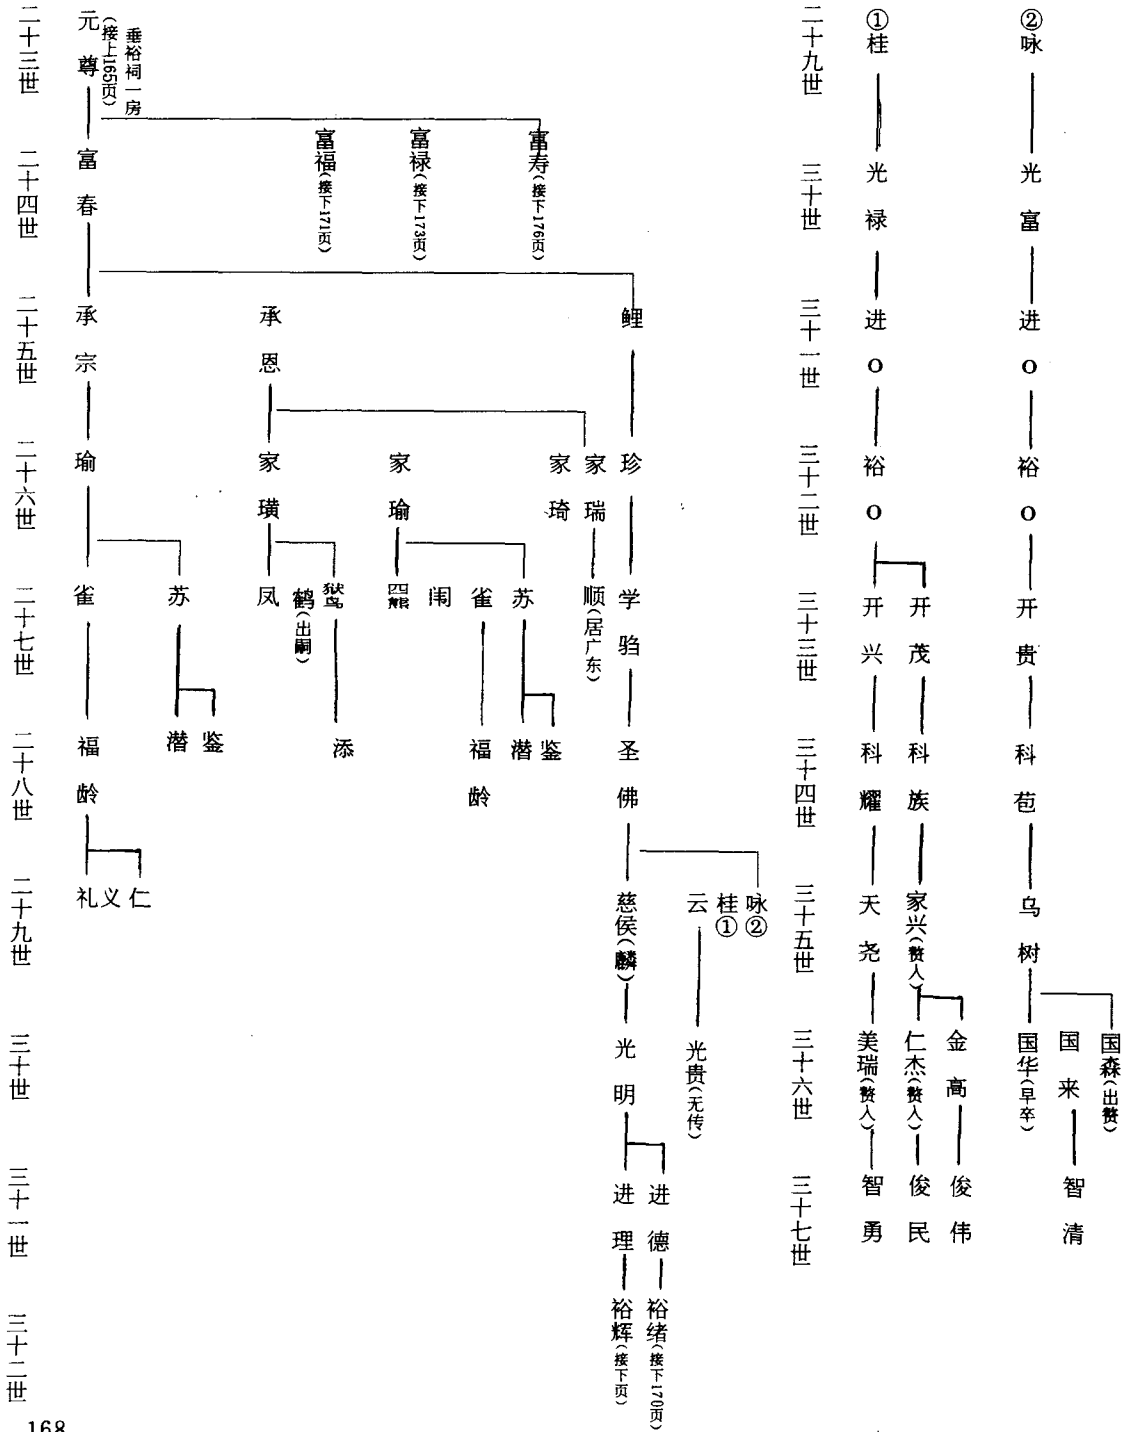 二十三世
元尊
(接上165页)
垂裕祠一房
二十四世
富春
富福(接下171页)
富禄(接下173页)
富寿(接下176页)
二十五世
承宗
承恩
鲤
二十六世
瑜
家璜
家瑜
家琦
家瑞
珍
二十七世
雀
苏
凤
鹤(出嗣)
闱
雀
苏
顺(居广东)
学驺
二十八世
福龄
潜
鉴
添
福龄
潜
鉴
圣佛
二十九世
礼
义
仁
慈侯(麟)
云
桂①
咏②
三十世
光明
光贵(无传)
三十一世
进理
进德
三十二世
裕辉(接下页)
裕绪(接下170页)
168
二十九世
①桂
②咏
三十世
光禄
光富
三十一世
进O
进O
三十二世
裕O
裕O
三十三世
开兴
开茂
开贵
三十四世
科耀
科族
科苞
三十五世
天尧
家兴(赘人)
乌树
三十六世
美瑞(赘入)
仁杰(赘入)
金高
国华(早卒)
国来
国森(出赘)
三十七世
智勇
俊民
俊伟
智清